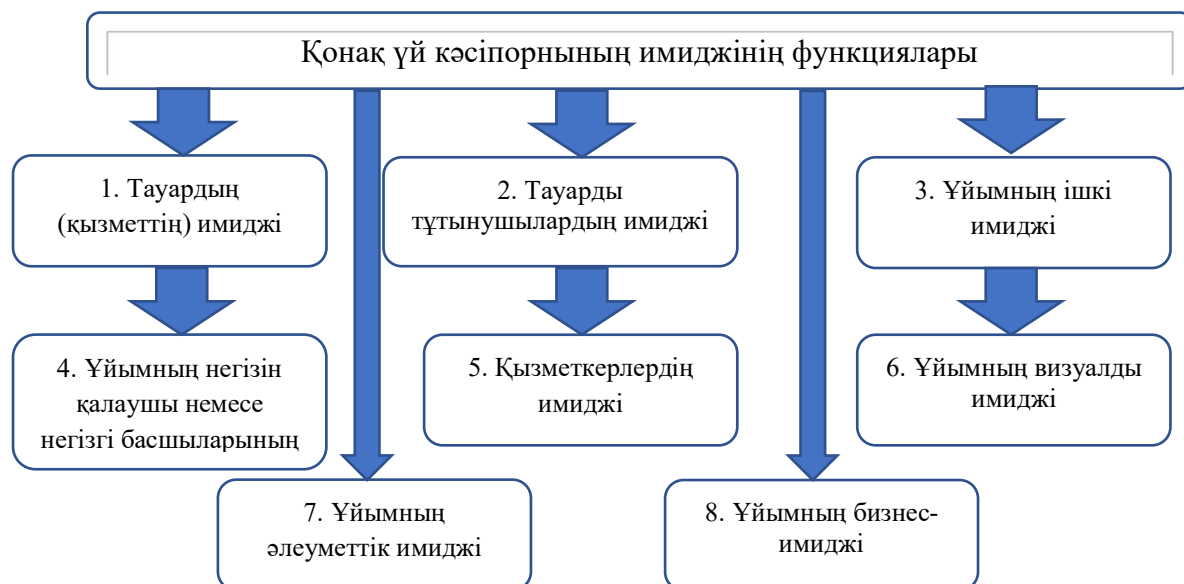 Қонақ үй кәсіпорнының имиджінің функциялары
1. Тауардың
(қызметтің) имиджі
2. Тауарды
тұтынушылардың имиджі
3. Ұйымның ішкі
имиджі
4. Ұйымның негізін
қалаушы немесе
негізгі басшыларының
5. Қызметкерлердің
имиджі
6. Ұйымның визуалды
имиджі
7. Ұйымның
әлеуметтік имиджі
8. Ұйымның бизнес-
имиджі